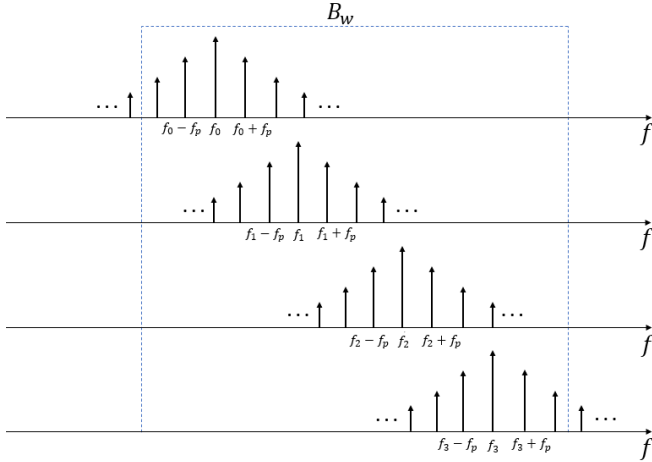 B_w
... ...
f_0 − f_p f_0 f_0 + f_p
f
... ...
f_1 − f_p f_1 f_1 + f_p
f
... ...
f_2 − f_p f_2 f_2 + f_p
f
... ...
f_3 − f_p f_3 f_3 + f_p
f